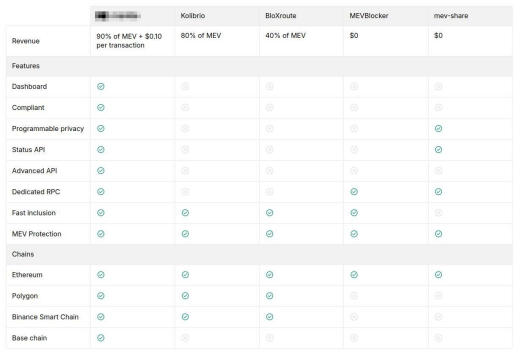 Kolibrio BloXroute MEVBlocker mev-share
Revenue 90% of MEV + $0.10 80% of MEV 40% of MEV $0 $0
per transaction
Features
Dashboard
Compliant
Programmable privacy
Status API
Advanced API
Dedicated RPC
Fast inclusion
MEV Protection
Chains
Ethereum
Polygon
Binance Smart Chain
Base chain